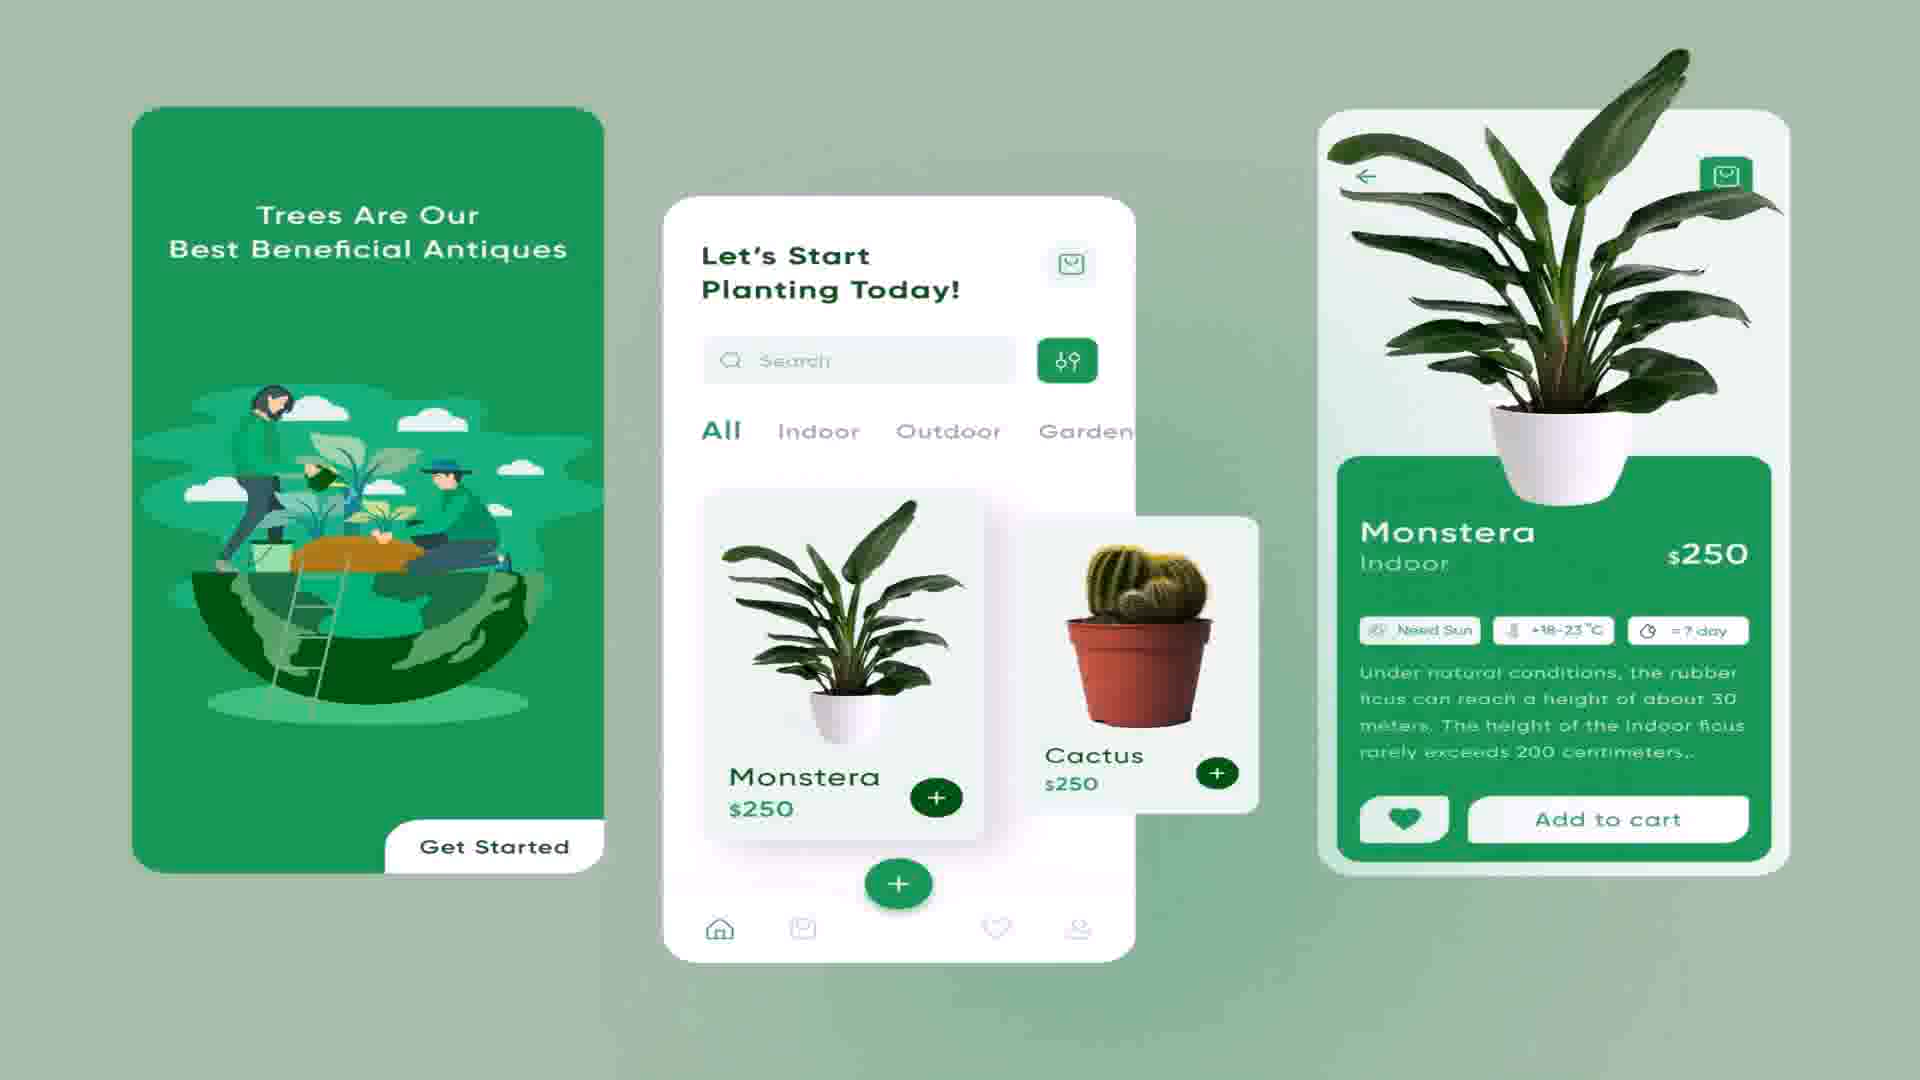 Trees Are Our
Best Beneficial Antiques
Get Started
Let's Start
Planting Today!
Search
All Indoor Outdoor Garden
Monstera
$250
Cactus
$250
Monstera
Indoor
$250
Need Sun
+18-23°C
=? day
Under natural conditions, the rubber
ficus can reach a height of about 30
meters. The height of the indoor ficus
rarely exceeds 200 centimeters..
Add to cart